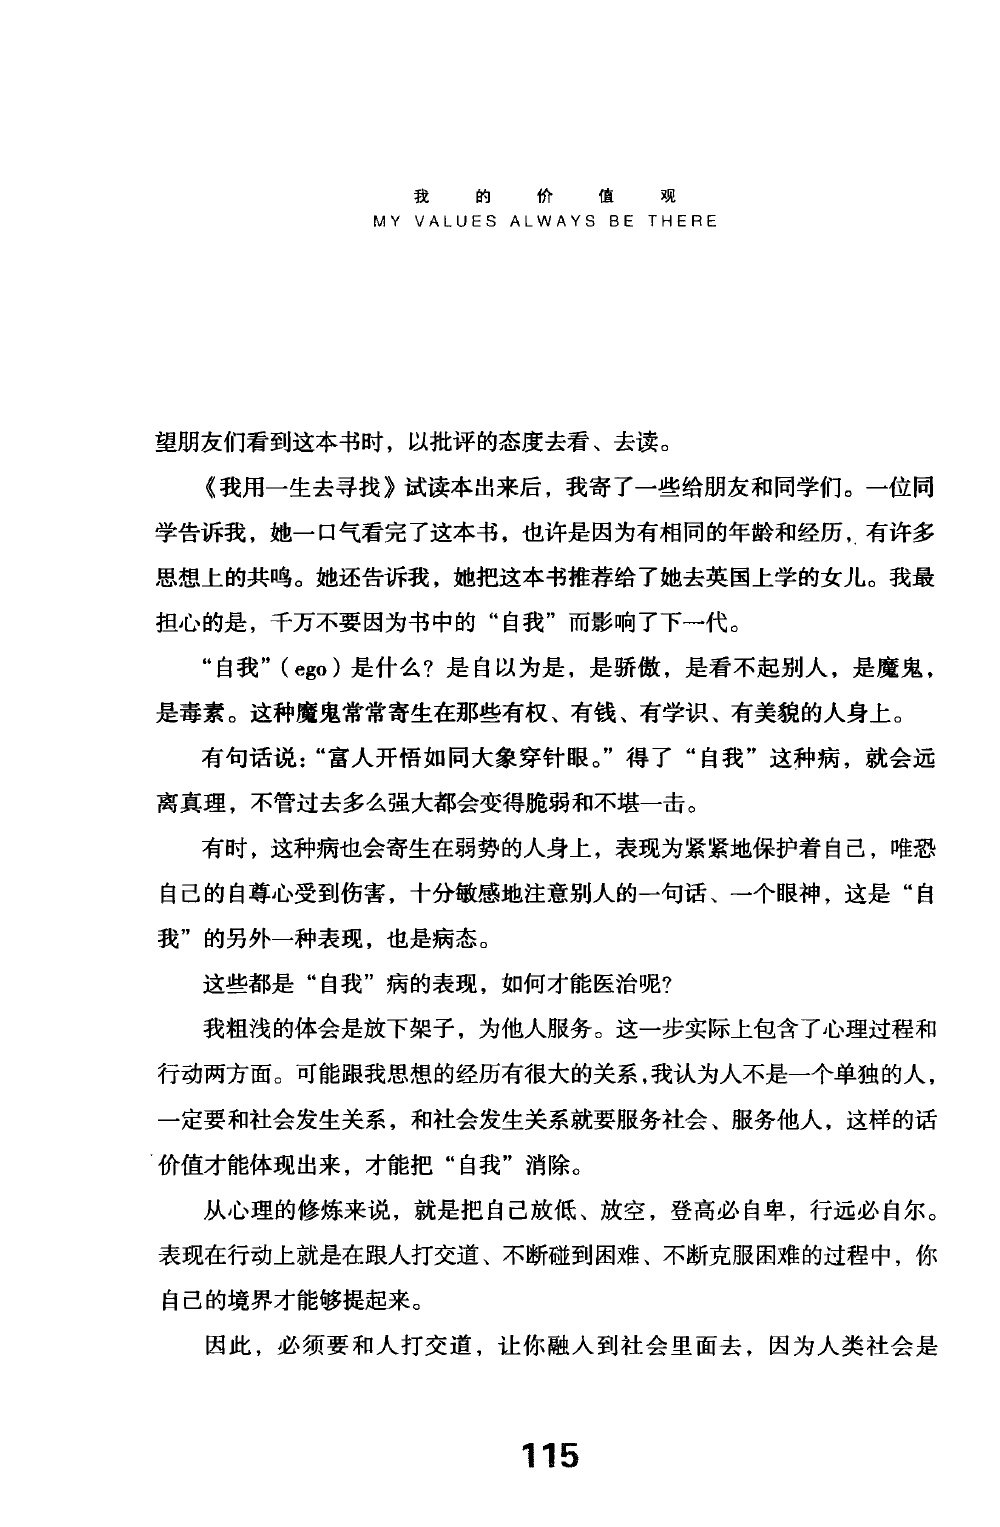 我的价值观
MY VALUES ALWAYS BE THERE
望朋友们看到这本书时，以批评的态度去看、去读。
《我用一生去寻找》试读本出来后，我寄了一些给朋友和同学们。一位同
学告诉我，她一口气看完了这本书，也许是因为有相同的年龄和经历，有许多
思想上的共鸣。她还告诉我，她把这本书推荐给了她去英国上学的女儿。我最
担心的是，千万不要因为书中的“自我”而影响了下一代。
“自我”（ego）是什么？是自以为是，是骄傲，是看不起别人，是魔鬼，
是毒素。这种魔鬼常常寄生在那些有权、有钱、有学识、有美貌的人身上。
有句话说：“富人开悟如同大象穿针眼。”得了“自我”这种病，就会远
离真理，不管过去多么强大都会变得脆弱和不堪一击。
有时，这种病也会寄生在弱势的人身上，表现为紧紧地保护着自己，唯恐
自己的自尊心受到伤害，十分敏感地注意别人的一句话、一个眼神，这是“自
我”的另外一种表现，也是病态。
这些都是“自我”病的表现，如何才能医治呢？
我粗浅的体会是放下架子，为他人服务。这一步实际上包含了心理过程和
行动两方面。可能跟我思想的经历有很大的关系，我认为人不是一个单独的人，
一定要和社会发生关系，和社会发生关系就要服务社会、服务他人，这样的话
价值才能体现出来，才能把“自我”消除。
从心理的修炼来说，就是把自己放低、放空，登高必自卑，行远必自尔。
表现在行动上就是在跟人打交道、不断碰到困难、不断克服困难的过程中，你
自己的境界才能够提起来。
因此，必须要和人打交道，让你融入到社会里面去，因为人类社会是
115